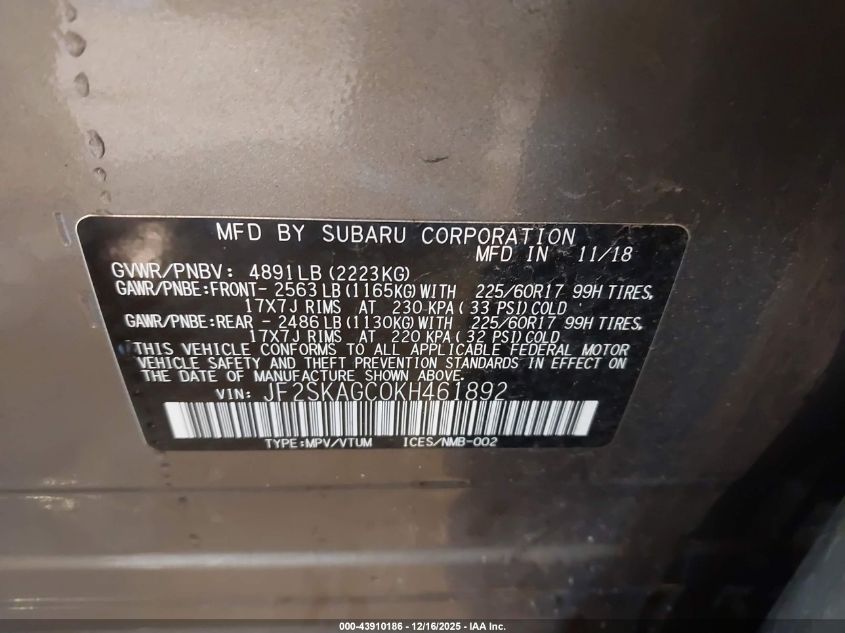 MFD BY SUBARU CORPORATION
MFD IN 11/18
GVWR/PNBV: 4891LB (2223KG)
GAWR/PNBE:FRONT- 2563 LB (1165KG) WITH 225/60R17 99H TIRES,
17X7J RIMS AT 230 KPA ( 33 PSI) COLD
GAWR/PNBE:REAR - 2486 LB (1130KG) WITH 225/60R17 99H TIRES,
17X7J RIMS AT 220 KPA ( 32 PSI) COLD
THIS VEHICLE CONFORMS TO ALL APPLICABLE FEDERAL MOTOR
VEHICLE SAFETY AND THEFT PREVENTION STANDARDS IN EFFECT ON
THE DATE OF MANUFACTURE SHOWN ABOVE.
VIN: JF2SKAGC0KH461892
TYPE:MPV/VTUM ICES/NMB-002
000-43910186 - 12/16/2025 - IAA Inc.